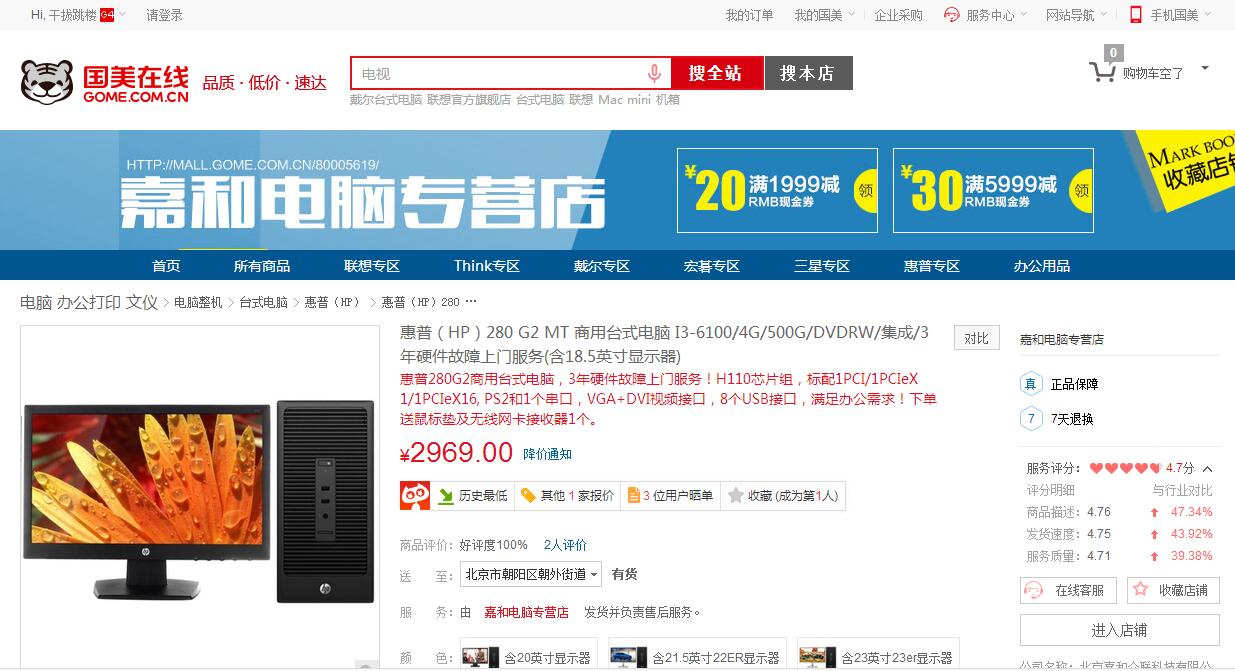 Hi, 干拔跳楼 G4 请登录
我的订单 我的国美 企业采购 服务中心 网站导航 手机国美
国美在线
GOME.COM.CN
品质·低价·速达
电视
搜全站 搜本店
戴尔台式电脑 联想官方旗舰店 台式电脑 联想 Mac mini 机箱
0
购物车空了
HTTP://MALL.GOME.COM.CN/80005619/
嘉和电脑专营店
¥20 满1999减 RMB现金券 领
¥30 满5999减 RMB现金券 领
MARK BOO
收藏店铺
首页 所有商品 联想专区 Think专区 戴尔专区 宏碁专区 三星专区 惠普专区 办公用品
电脑 办公打印 文仪 > 电脑整机 > 台式电脑 > 惠普（HP） > 惠普（HP）280 ···
惠普（HP）280 G2 MT 商用台式电脑 I3-6100/4G/500G/DVDRW/集成/3
年硬件故障上门服务(含18.5英寸显示器)
对比
惠普280G2商用台式电脑，3年硬件故障上门服务！H110芯片组，标配1PCI/1PCIeX
1/1PCIeX16, PS2和1个串口，VGA+DVI视频接口，8个USB接口，满足办公需求！下单
送鼠标垫及无线网卡接收器1个。
¥2969.00 降价通知
历史最低 其他 1 家报价 3 位用户晒单 收藏 (成为第1人)
商品评价：好评度100% 2人评价
送 至：北京市朝阳区朝外街道 有货
服 务：由 嘉和电脑专营店 发货并负责售后服务。
颜 色：含20英寸显示器 含21.5英寸22ER显示器 含23英寸23er显示器
嘉和电脑专营店
真 正品保障
7 7天退换
服务评分： 4.7分
评分明细 与行业对比
商品描述：4.76 47.34%
发货速度：4.75 43.92%
服务质量：4.71 39.38%
在线客服 收藏店铺
进入店铺